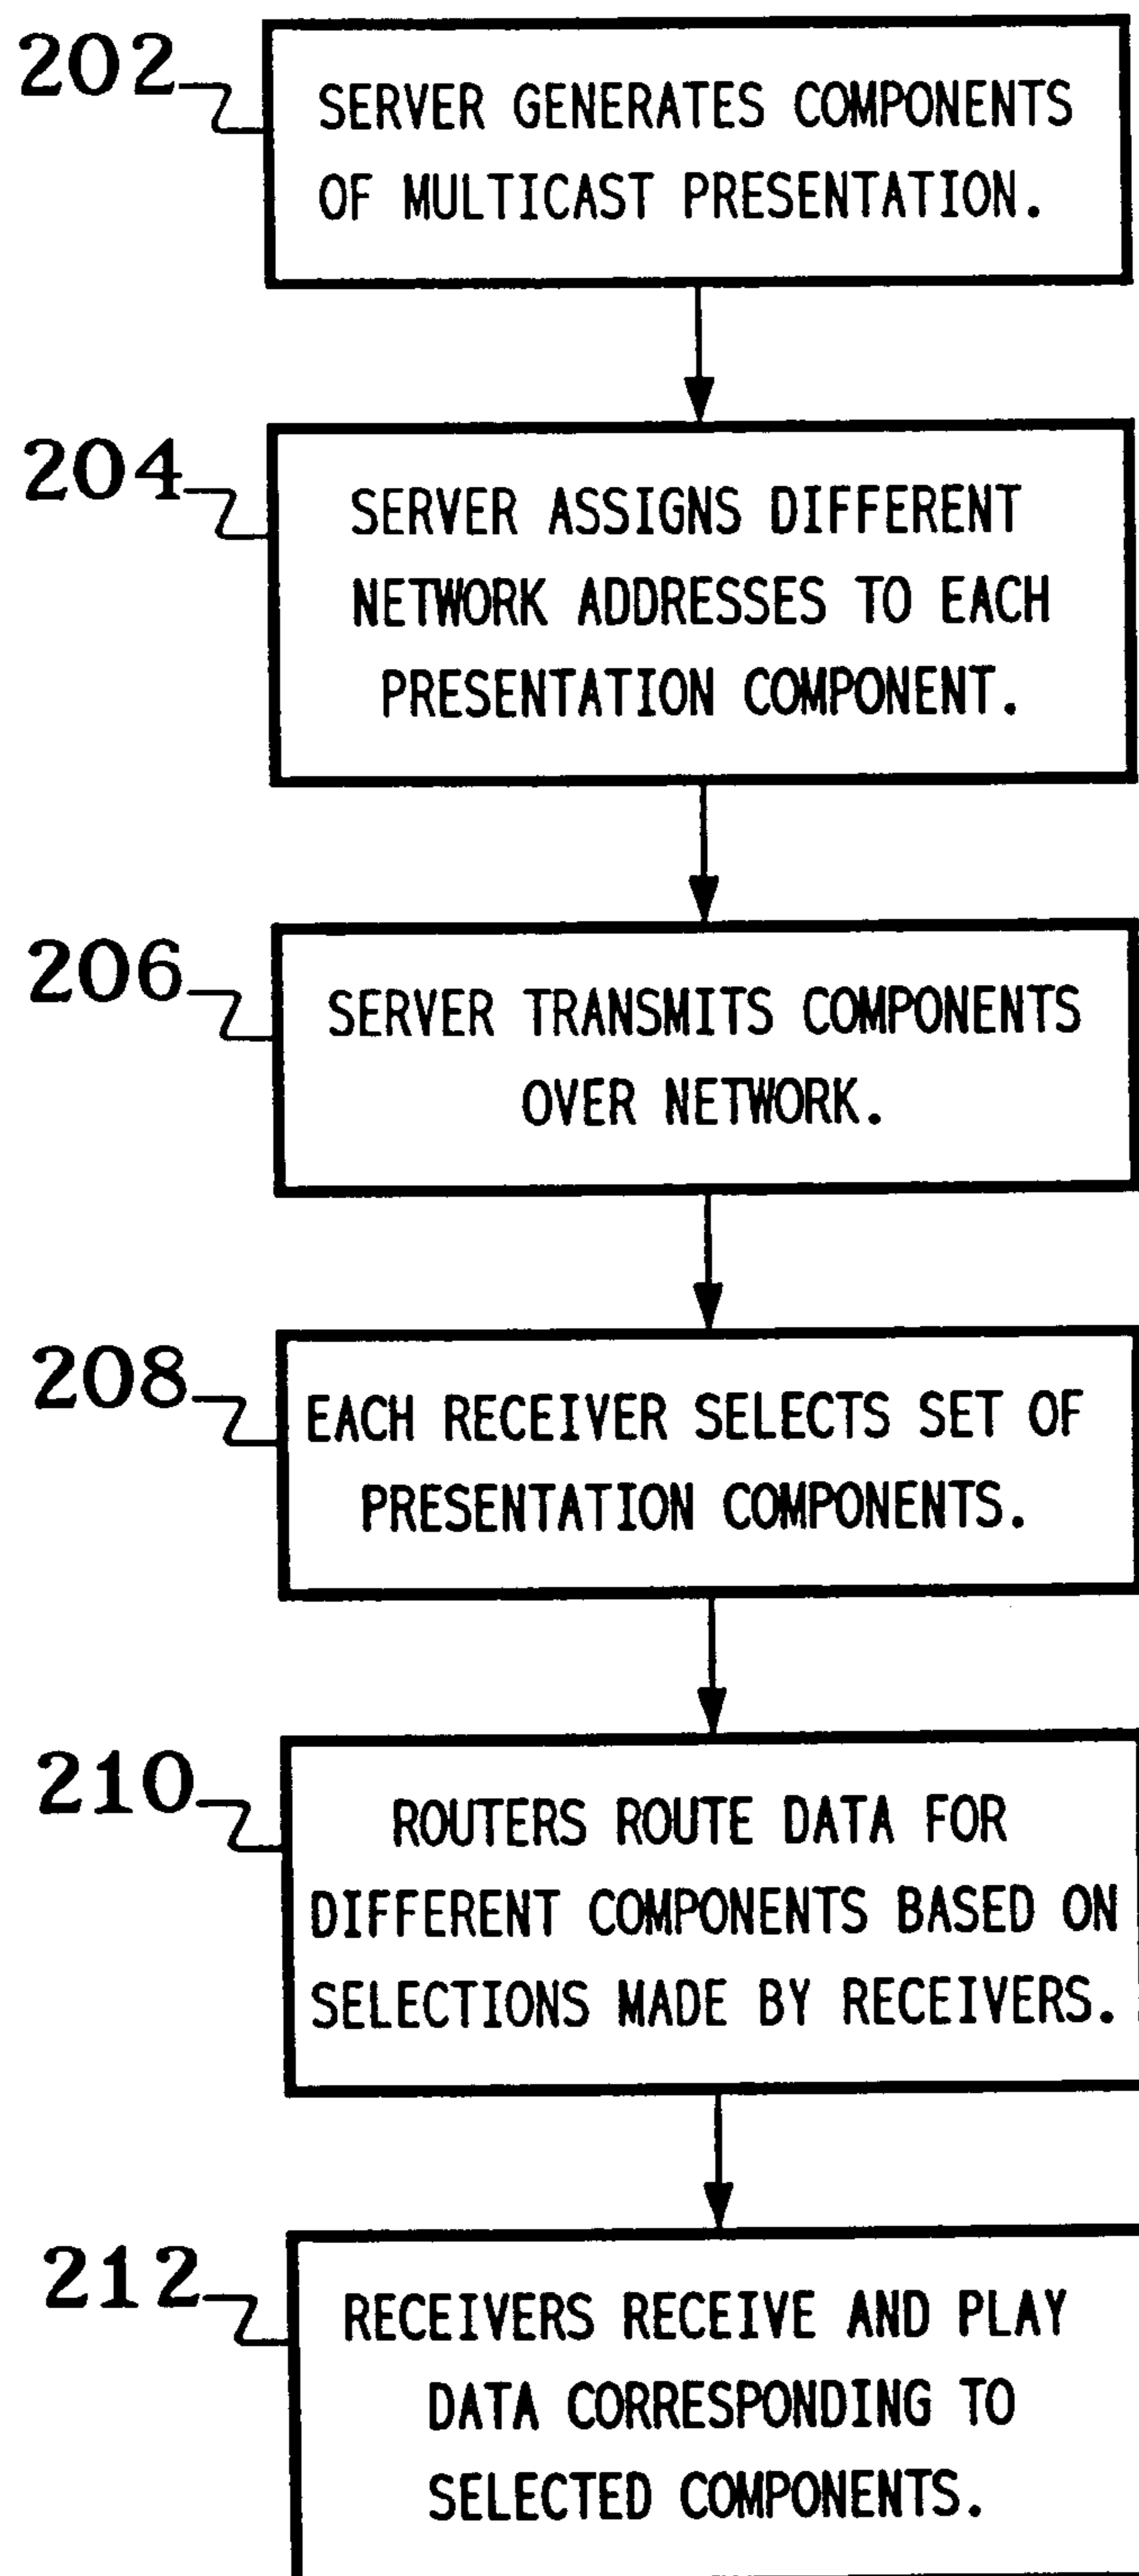 202
SERVER GENERATES COMPONENTS
OF MULTICAST PRESENTATION.
204
SERVER ASSIGNS DIFFERENT
NETWORK ADDRESSES TO EACH
PRESENTATION COMPONENT.
206
SERVER TRANSMITS COMPONENTS
OVER NETWORK.
208
EACH RECEIVER SELECTS SET OF
PRESENTATION COMPONENTS.
210
ROUTERS ROUTE DATA FOR
DIFFERENT COMPONENTS BASED ON
SELECTIONS MADE BY RECEIVERS.
212
RECEIVERS RECEIVE AND PLAY
DATA CORRESPONDING TO
SELECTED COMPONENTS.